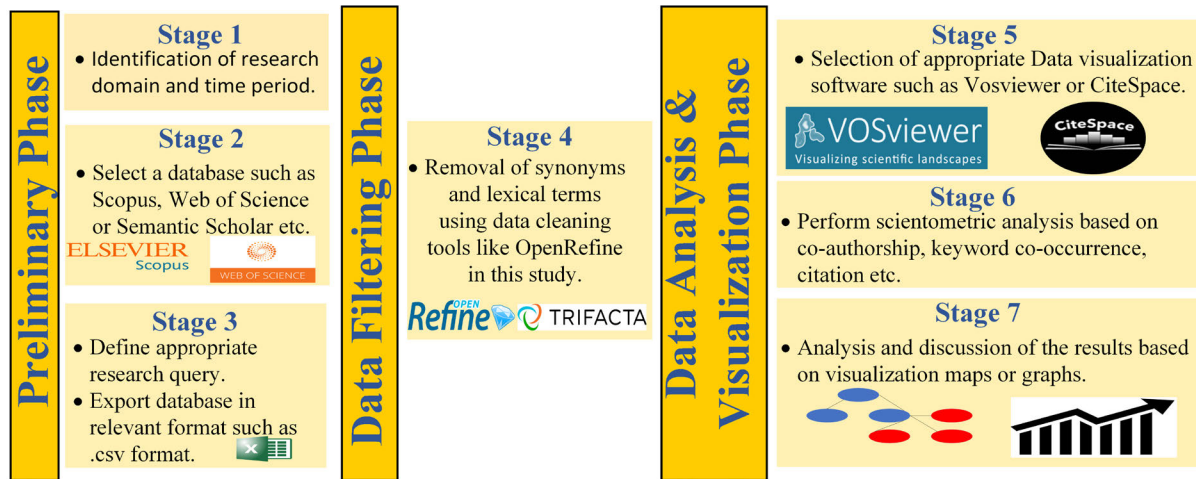 Preliminary Phase
Stage 1
• Identification of research
domain and time period.
Stage 2
• Select a database such as
Scopus, Web of Science
or Semantic Scholar etc.
ELSEVIER
Scopus
WEB OF SCIENCE
Stage 3
• Define appropriate
research query.
• Export database in
relevant format such as
.csv format.
X
Data Filtering Phase
Stage 4
• Removal of synonyms
and lexical terms
using data cleaning
tools like OpenRefine
in this study.
OPEN
Refine
TRIFACTA
Data Analysis &
Visualization Phase
Stage 5
• Selection of appropriate Data visualization
software such as Vosviewer or CiteSpace.
VOSviewer
Visualizing scientific landscapes
CiteSpace
Stage 6
• Perform scientometric analysis based on
co-authorship, keyword co-occurrence,
citation etc.
Stage 7
• Analysis and discussion of the results based
on visualization maps or graphs.